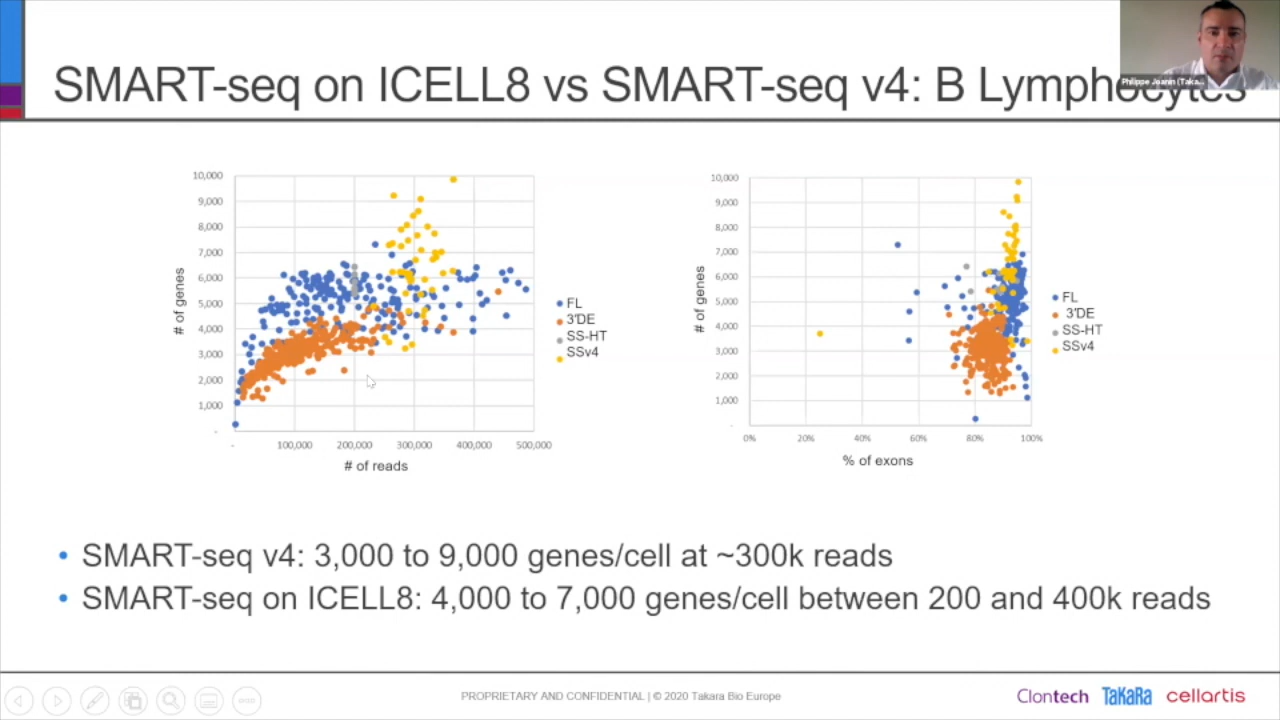 SMART-seq on ICELL8 vs SMART-seq v4: B Lymphocytes
Philippe Jeanin (Taka...
10,000
9,000
8,000
7,000
6,000
5,000
4,000
3,000
2,000
1,000
-
# of genes
-
100,000
200,000
300,000
400,000
500,000
# of reads
FL
3'DE
SS-HT
SSv4
10,000
9,000
8,000
7,000
6,000
5,000
4,000
3,000
2,000
1,000
-
# of genes
0%
20%
40%
60%
80%
100%
% of exons
FL
3'DE
SS-HT
SSv4
• SMART-seq v4: 3,000 to 9,000 genes/cell at ~300k reads
• SMART-seq on ICELL8: 4,000 to 7,000 genes/cell between 200 and 400k reads
PROPRIETARY AND CONFIDENTIAL | © 2020 Takara Bio Europe
Clontech TaKaRa cellartis